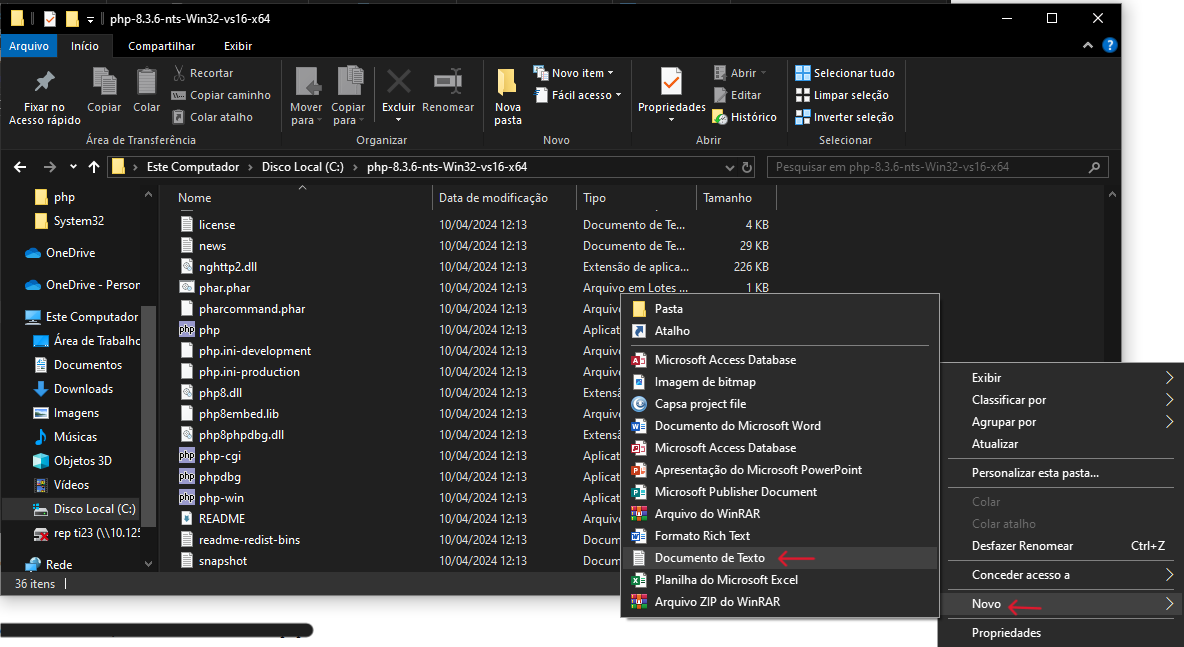 php-8.3.6-nts-Win32-vs16-x64
Arquivo Início Compartilhar Exibir
Fixar no Acesso rápido
Copiar
Colar
Recortar
Copiar caminho
Colar atalho
Área de Transferência
Mover para
Copiar para
Excluir
Renomear
Organizar
Nova pasta
Novo item
Fácil acesso
Novo
Propriedades
Abrir
Editar
Histórico
Abrir
Selecionar tudo
Limpar seleção
Inverter seleção
Selecionar
Este Computador > Disco Local (C:) > php-8.3.6-nts-Win32-vs16-x64
Pesquisar em php-8.3.6-nts-Win32-vs16-x64
php
System32
OneDrive
OneDrive - Person
Este Computador
Área de Trabalho
Documentos
Downloads
Imagens
Músicas
Objetos 3D
Vídeos
Disco Local (C:)
rep ti23 (\\10.125
Rede
Nome Data de modificação Tipo Tamanho
license 10/04/2024 12:13 Documento de Te... 4 KB
news 10/04/2024 12:13 Documento de Te... 29 KB
nghttp2.dll 10/04/2024 12:13 Extensão de aplica... 226 KB
phar.phar 10/04/2024 12:13 Arquivo em Lotes ... 1 KB
pharcommand.phar 10/04/2024 12:13 Arquivo
php 10/04/2024 12:13 Aplicat
php.ini-development 10/04/2024 12:13 Arquivo
php.ini-production 10/04/2024 12:13 Arquivo
php8.dll 10/04/2024 12:13 Extensã
php8embed.lib 10/04/2024 12:13 Arquivo
php8phpdbg.dll 10/04/2024 12:13 Extensã
php-cgi 10/04/2024 12:13 Aplicat
phpdbg 10/04/2024 12:13 Aplicat
php-win 10/04/2024 12:13 Aplicat
README 10/04/2024 12:13 Arquivo
readme-redist-bins 10/04/2024 12:13 Docum
snapshot 10/04/2024 12:13 Docum
36 itens
Pasta
Atalho
Microsoft Access Database
Imagem de bitmap
Capsa project file
Documento do Microsoft Word
Microsoft Access Database
Apresentação do Microsoft PowerPoint
Microsoft Publisher Document
Arquivo do WinRAR
Formato Rich Text
Documento de Texto
Planilha do Microsoft Excel
Arquivo ZIP do WinRAR
Exibir
Classificar por
Agrupar por
Atualizar
Personalizar esta pasta...
Colar
Colar atalho
Desfazer Renomear Ctrl+Z
Conceder acesso a
Novo
Propriedades